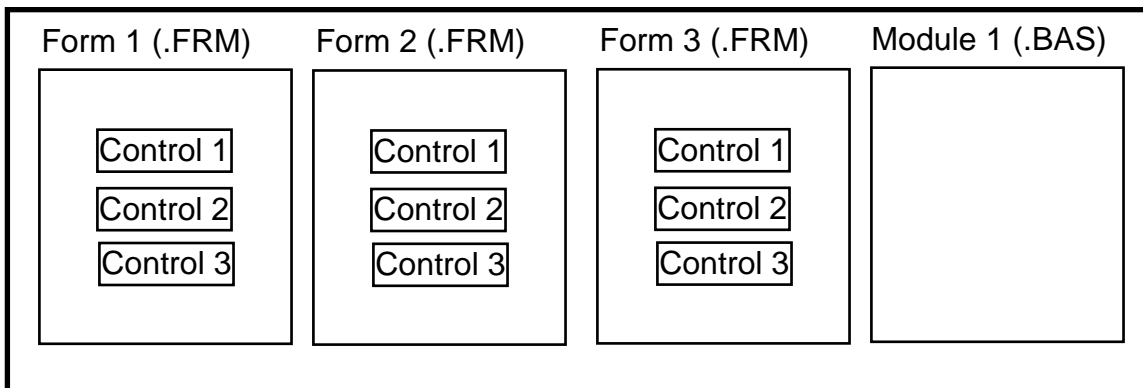 Form 1 (.FRM) Form 2 (.FRM) Form 3 (.FRM) Module 1 (.BAS)
Control 1 Control 1 Control 1
Control 2 Control 2 Control 2
Control 3 Control 3 Control 3